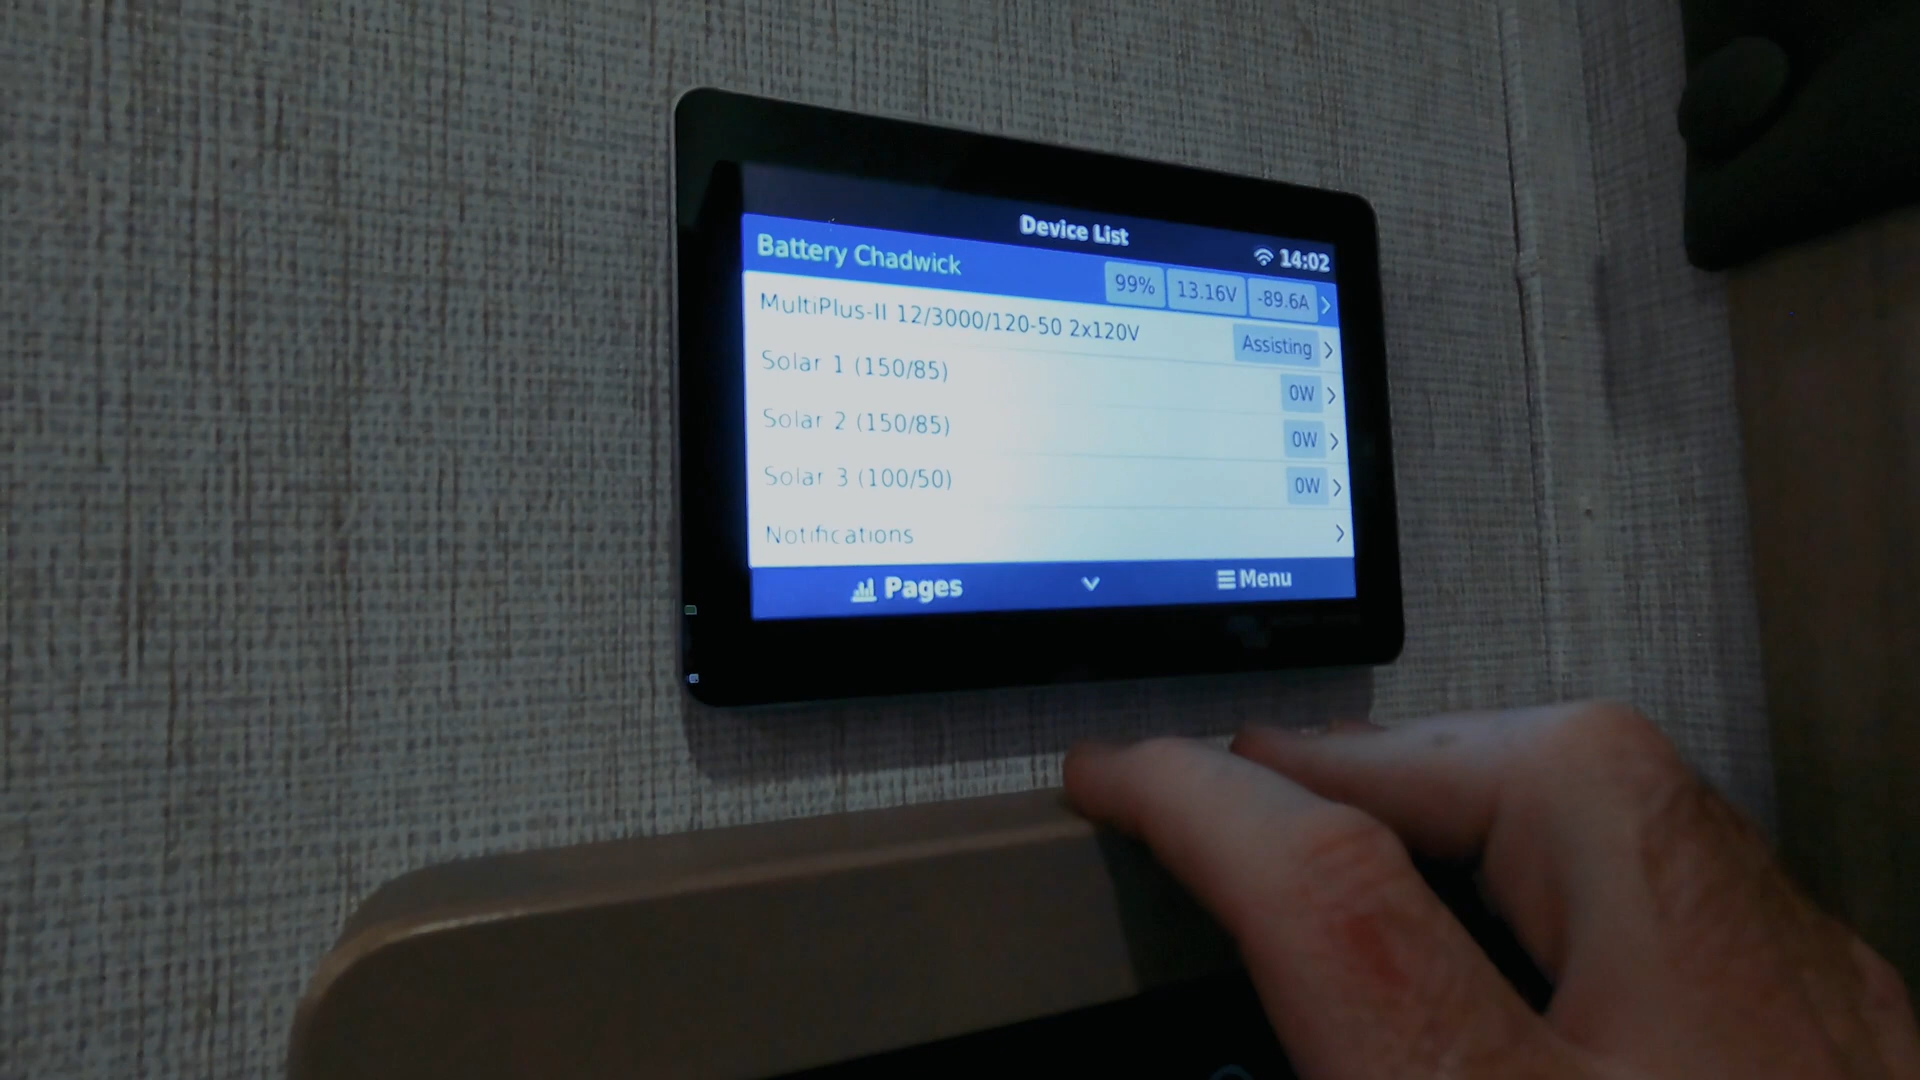 Device List
14:02
Battery Chadwick 99% 13.16V -89.6A
MultiPlus-II 12/3000/120-50 2x120V Assisting
Solar 1 (150/85) 0W
Solar 2 (150/85) 0W
Solar 3 (100/50) 0W
Notifications
Pages Menu